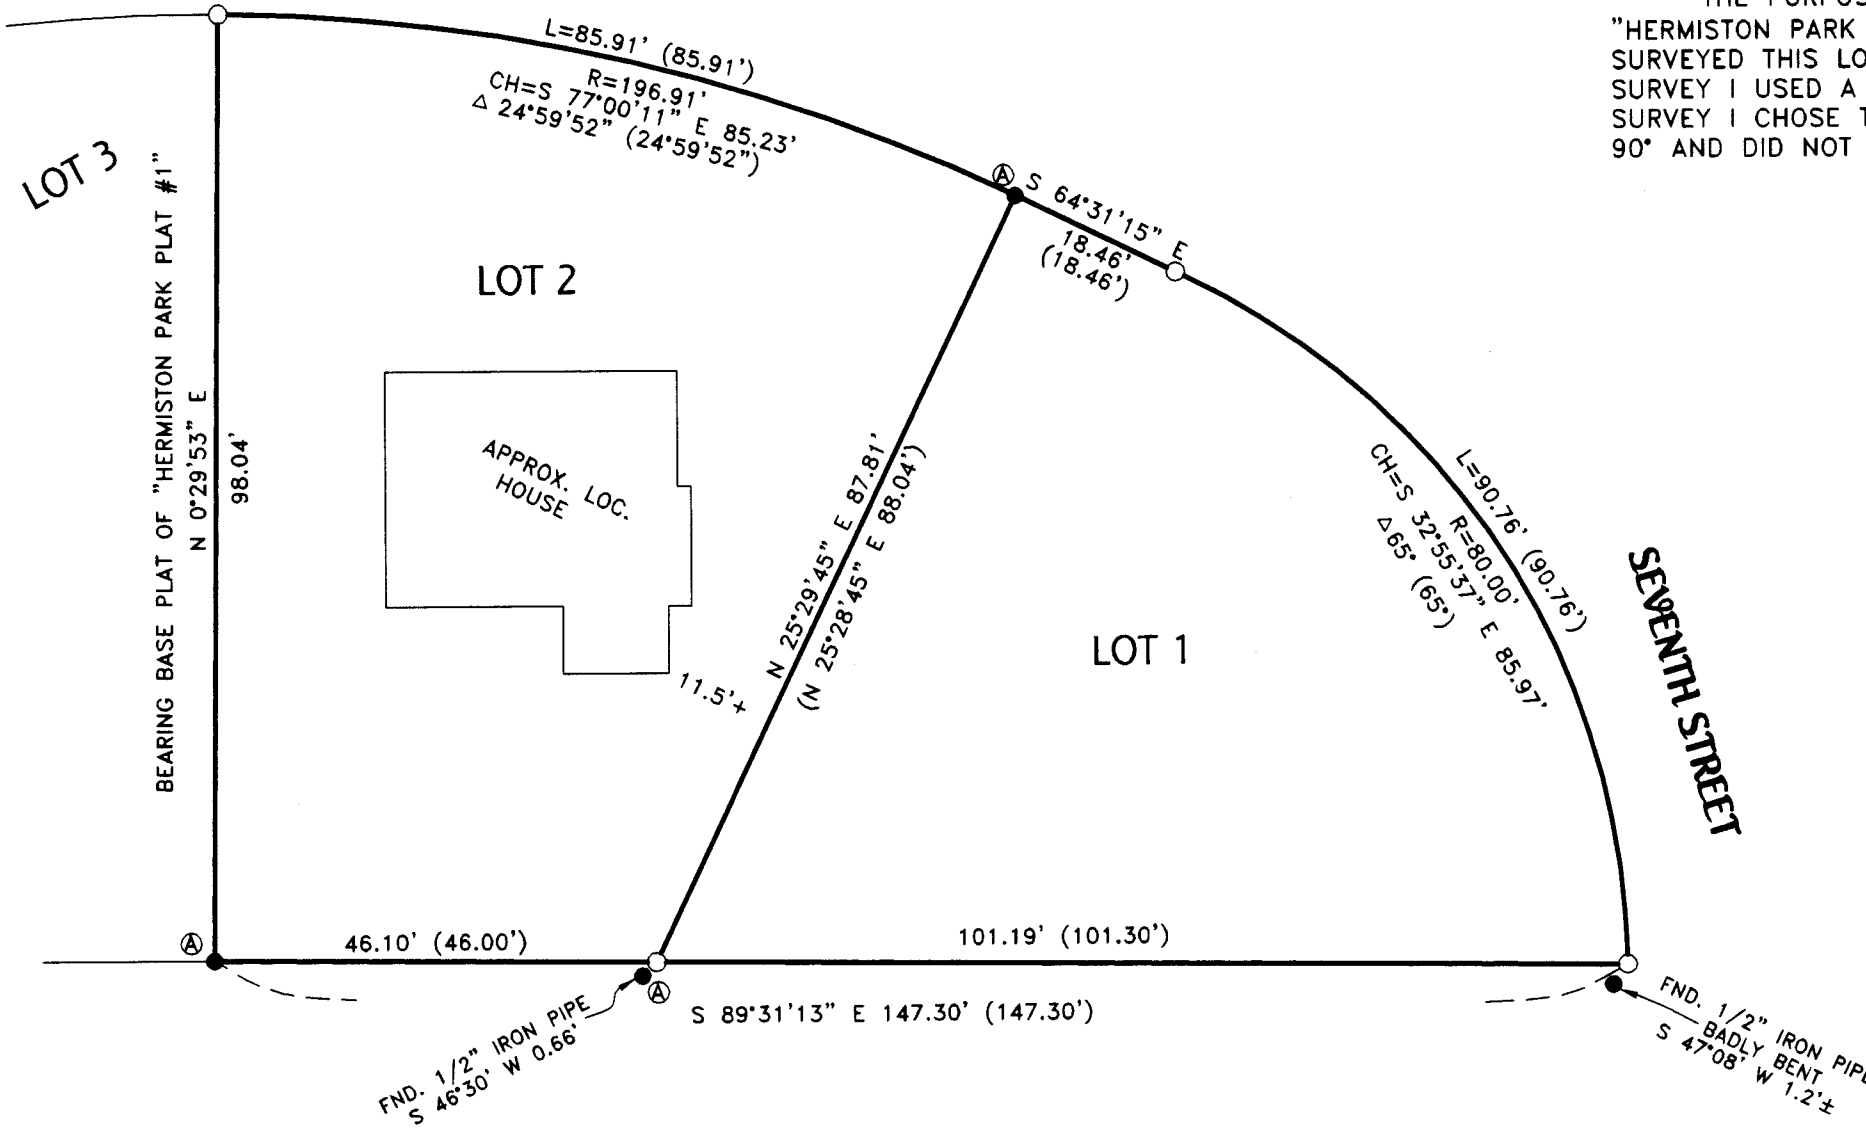 THE PURPOS
"HERMISTON PARK
SURVEYED THIS LO
SURVEY I USED A
SURVEY I CHOSE T
90° AND DID NOT
L=85.91' (85.91')
R=196.91'
CH=S 77°00'11" E 85.23'
△ 24°59'52" (24°59'52")
LOT 3
BEARING BASE PLAT OF "HERMISTON PARK PLAT #1"
N 0°29'53" E
98.04'
LOT 2
APPROX. LOC.
HOUSE
11.5'+
Ⓐ
S 64°31'15" E
18.46'
(18.46')
N 25°29'45" E 87.81'
(N 25°28'45" E 88.04')
LOT 1
L=90.76' (90.76')
R=80.00'
CH=S 32°55'37" E 85.97'
△65° (65°)
SEVENTH STREET
Ⓐ
46.10' (46.00')
101.19' (101.30')
Ⓐ
S 89°31'13" E 147.30' (147.30')
FND. 1/2" IRON PIPE
S 46°30' W 0.66'
FND. 1/2" IRON PIPE
BADLY BENT
S 47°08' W 1.2'±